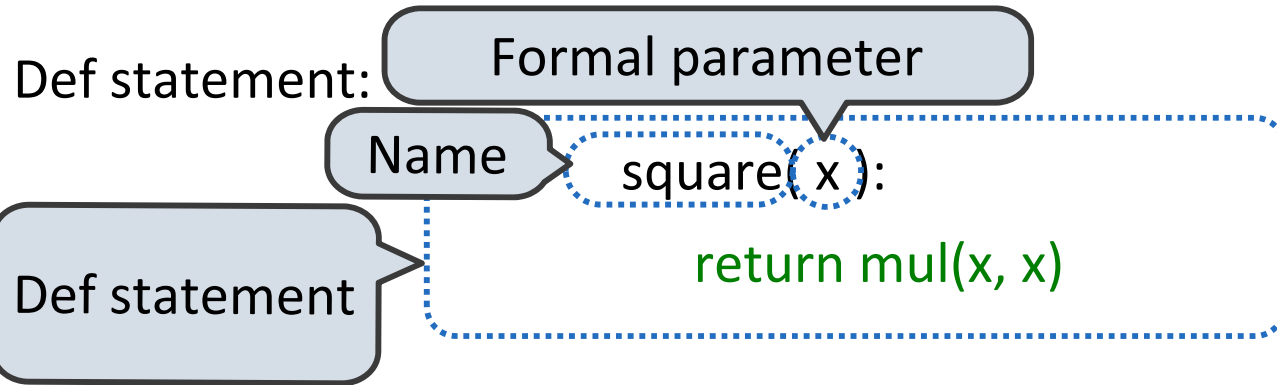 Formal parameter
Def statement:
Name
square( x ):
return mul(x, x)
Def statement